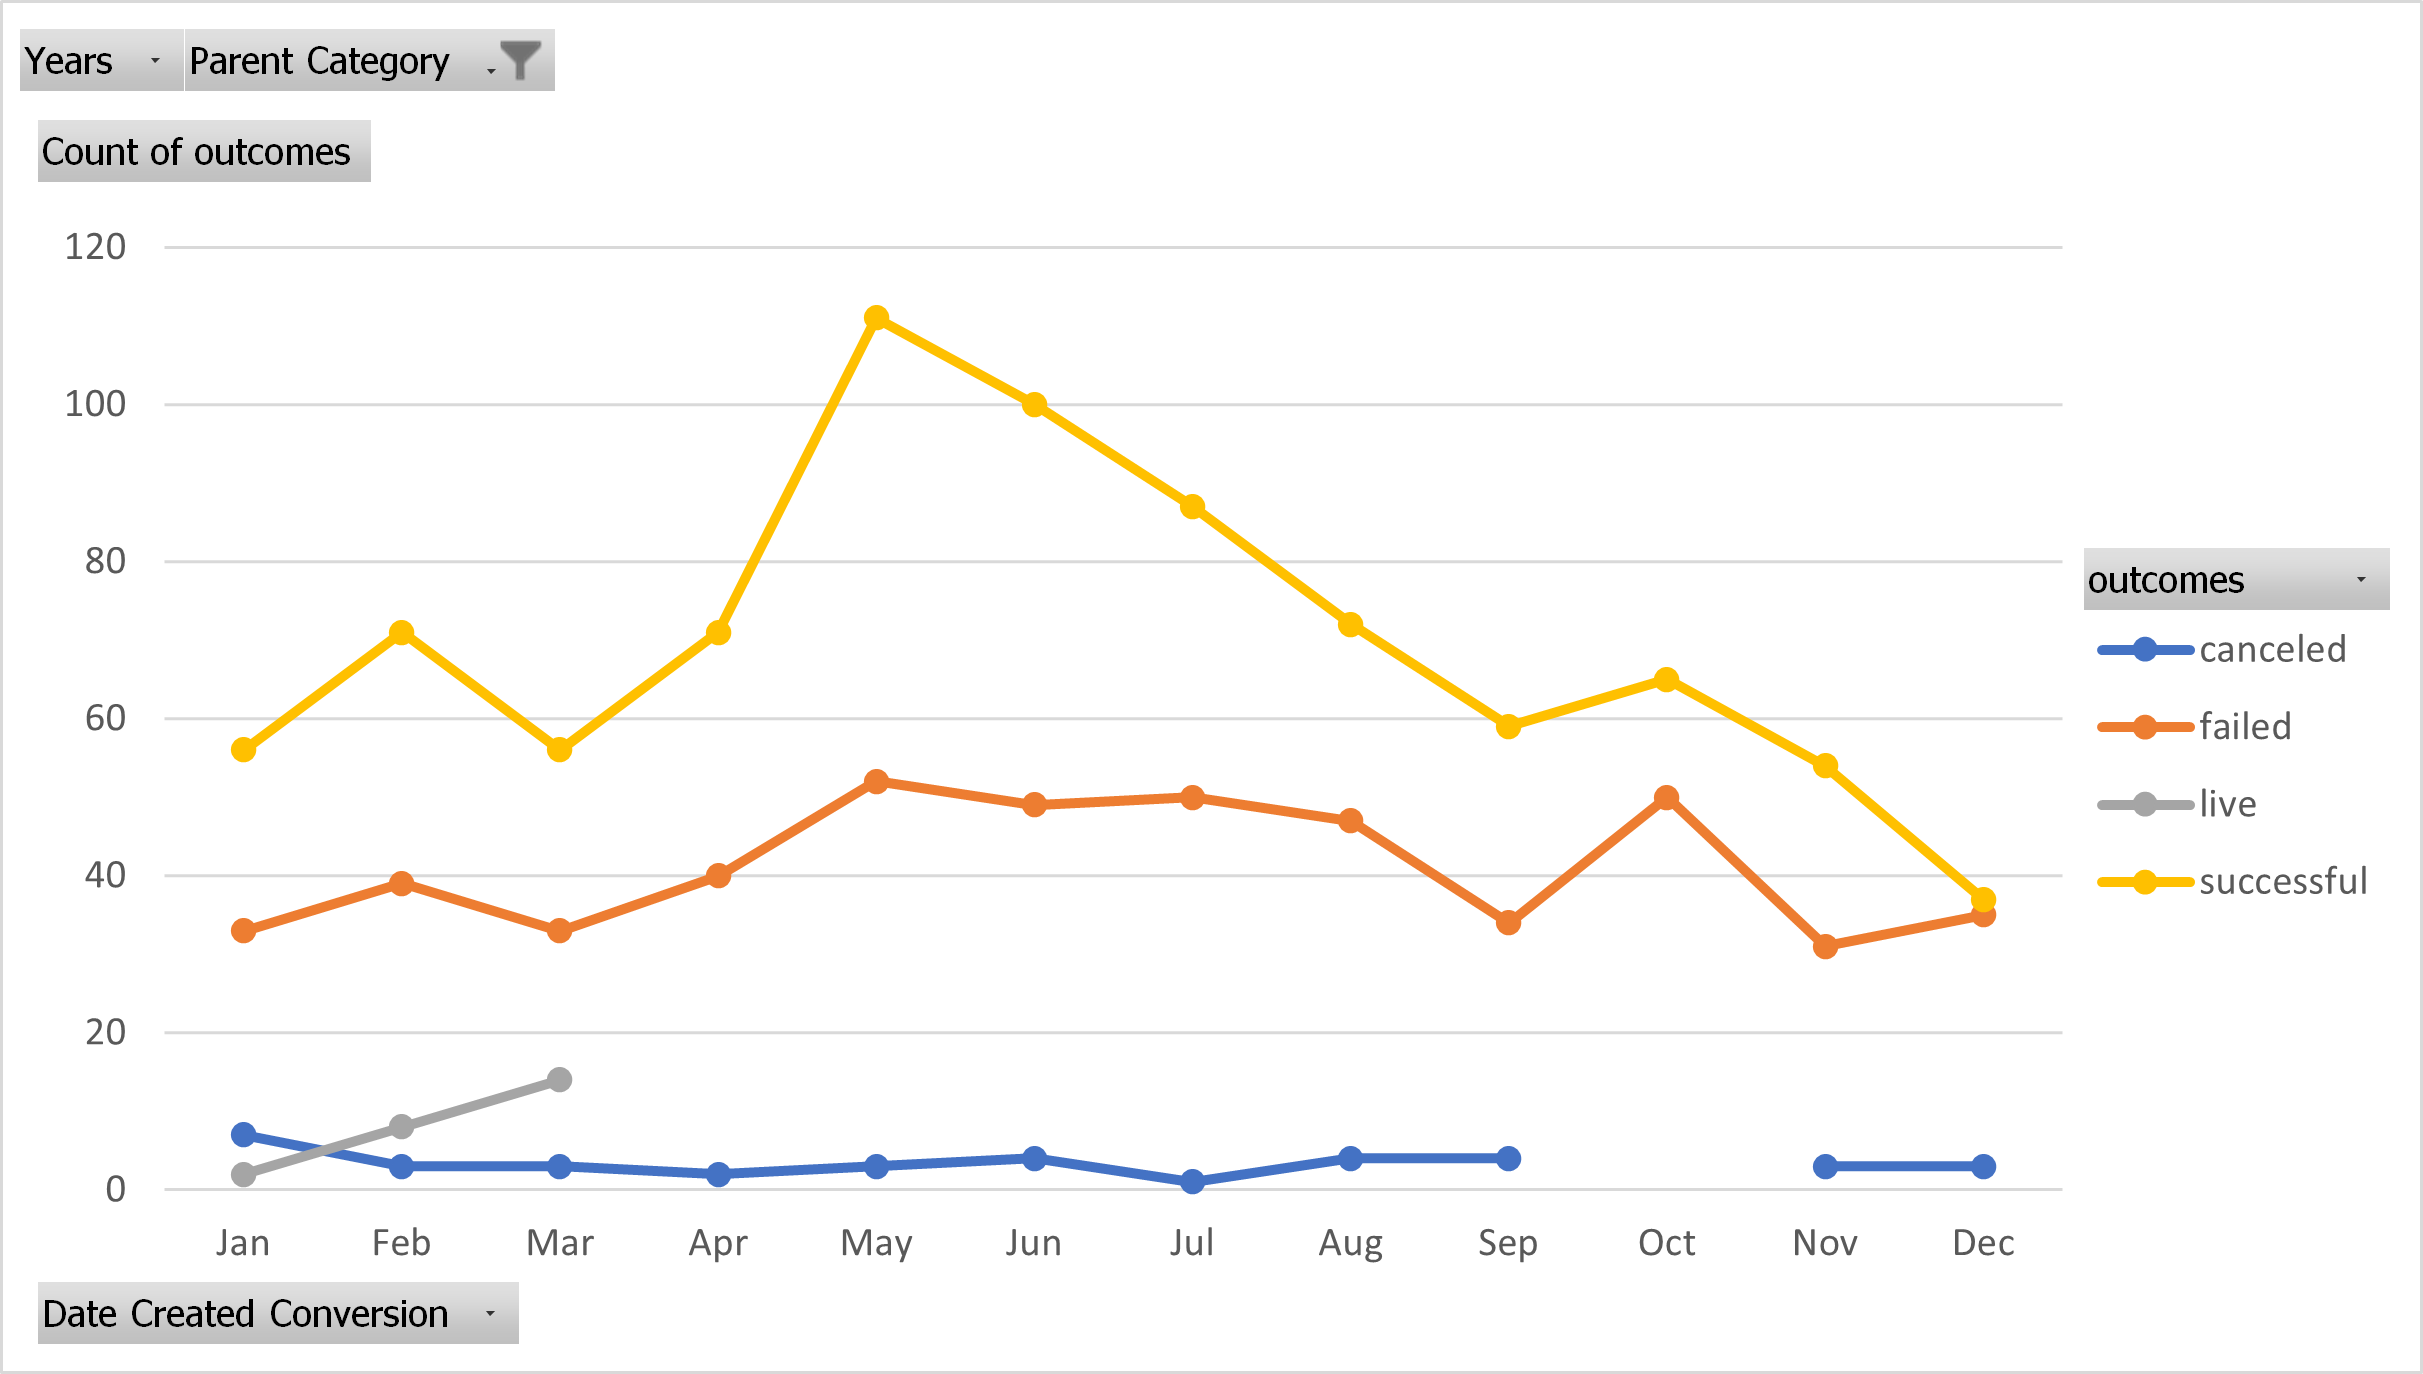 Years Parent Category
Count of outcomes
120
100
80
60
40
20
0
Jan Feb Mar Apr May Jun Jul Aug Sep Oct Nov Dec
Date Created Conversion
outcomes
canceled
failed
live
successful